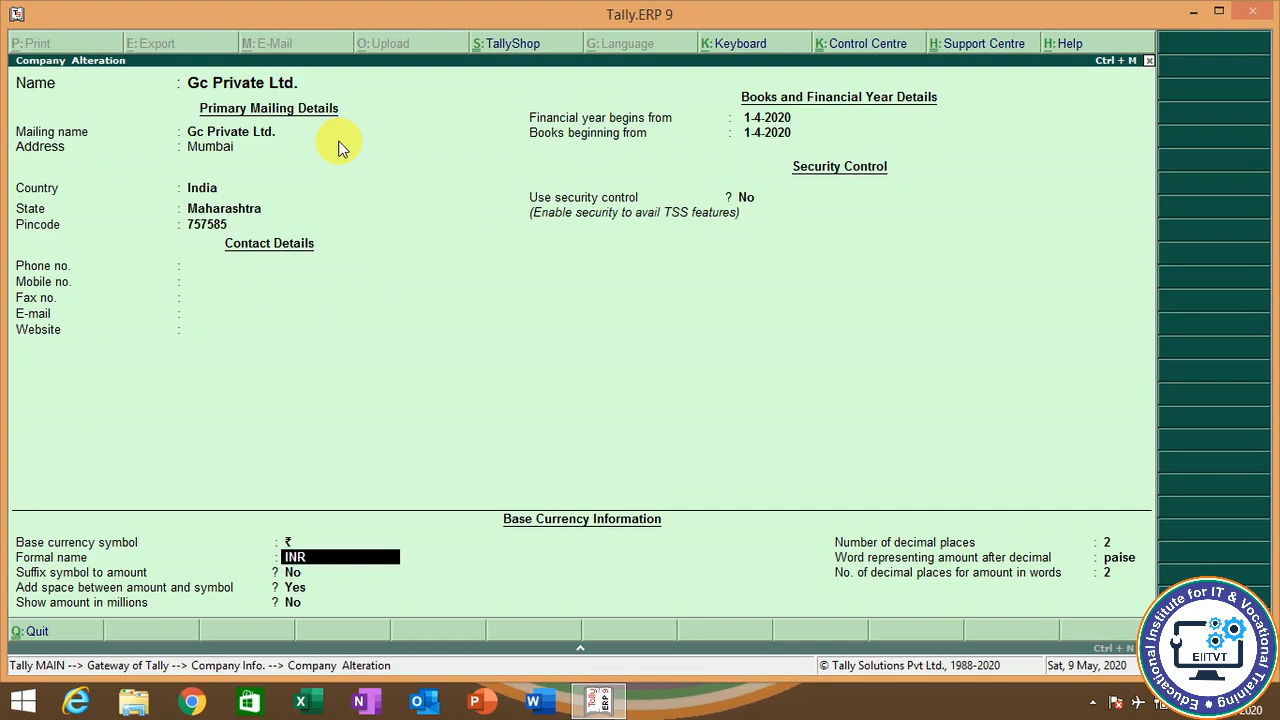 Tally.ERP 9
P: Print E: Export M: E-Mail O: Upload S: TallyShop G: Language K: Keyboard K: Control Centre H: Support Centre H: Help
Company Alteration Ctrl + M
Name : Gc Private Ltd.
Primary Mailing Details
Mailing name : Gc Private Ltd.
Address : Mumbai
Country : India
State : Maharashtra
Pincode : 757585
Contact Details
Phone no. :
Mobile no. :
Fax no. :
E-mail :
Website :
Books and Financial Year Details
Financial year begins from : 1-4-2020
Books beginning from : 1-4-2020
Security Control
Use security control ? No
(Enable security to avail TSS features)
Base Currency Information
Base currency symbol : ₹
Formal name : INR
Suffix symbol to amount ? No
Add space between amount and symbol ? Yes
Show amount in millions ? No
Number of decimal places : 2
Word representing amount after decimal : paise
No. of decimal places for amount in words : 2
Q: Quit
Ctrl + N
Tally MAIN --> Gateway of Tally --> Company Info. --> Company Alteration © Tally Solutions Pvt Ltd., 1988-2020 Sat, 9 May, 2020
Educational Institute for IT & Vocational Training
EIITVT
2020